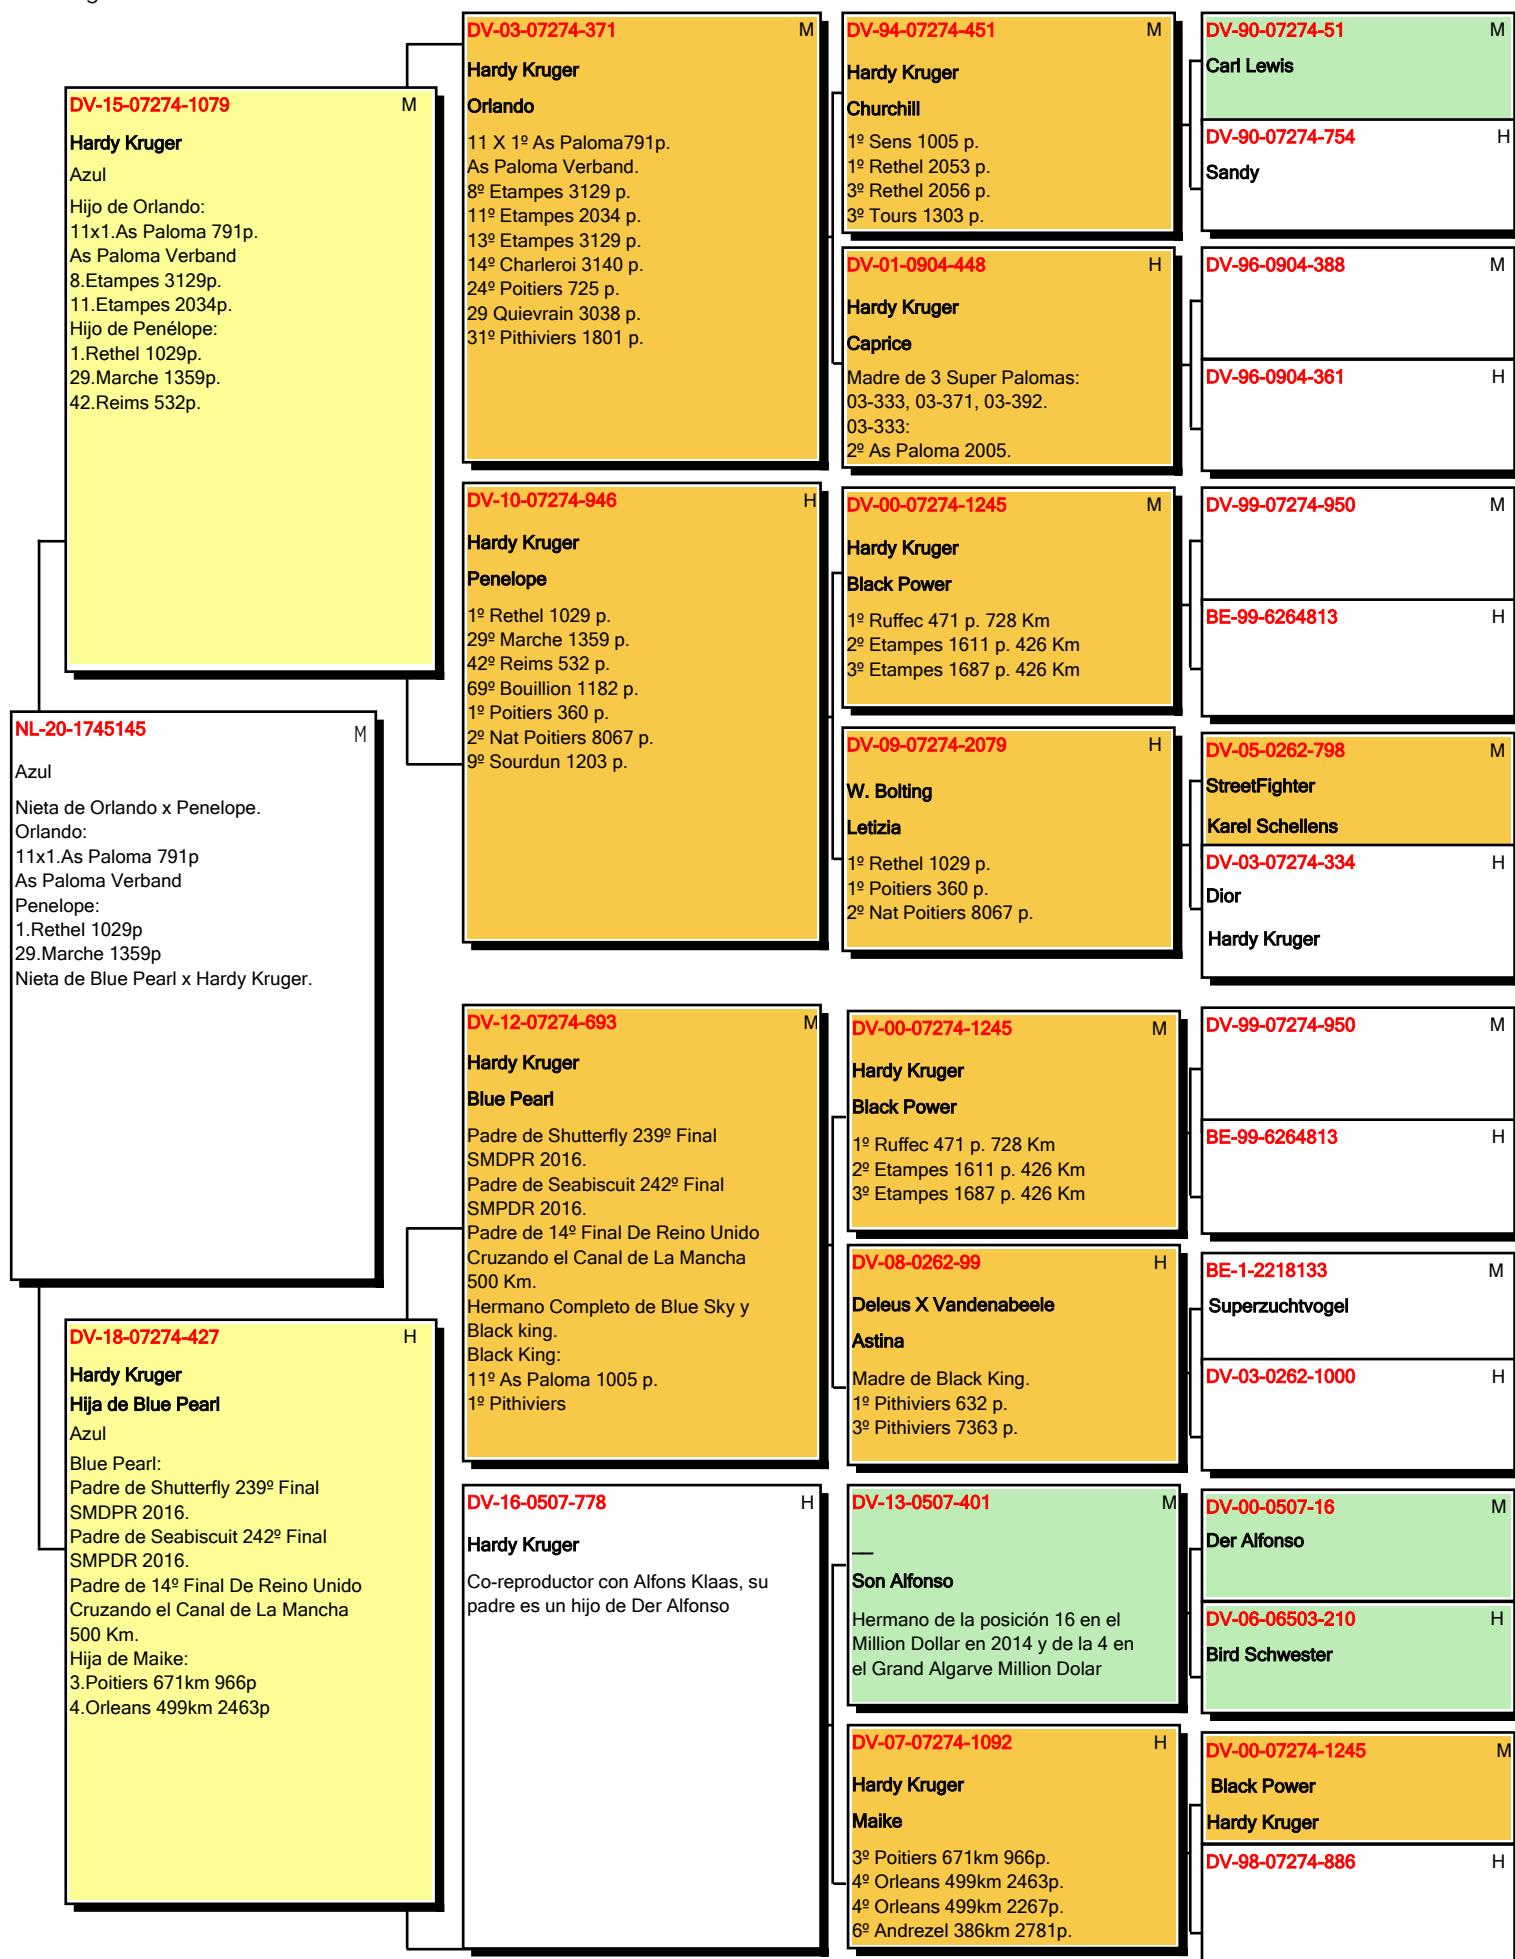 DV-03-07274-371 M
Hardy Kruger
Orlando
11 X 1º As Paloma791p.
As Paloma Verband.
8º Etampes 3129 p.
11º Etampes 2034 p.
13º Etampes 3129 p.
14º Charleroi 3140 p.
24º Poitiers 725 p.
29 Quievrain 3038 p.
31º Pithiviers 1801 p.
DV-94-07274-451 M
Hardy Kruger
Churchill
1º Sens 1005 p.
1º Rethel 2053 p.
3º Rethel 2056 p.
3º Tours 1303 p.
DV-90-07274-51 M
Carl Lewis
DV-90-07274-754 H
Sandy
DV-15-07274-1079 M
Hardy Kruger
Azul
Hijo de Orlando:
11x1.As Paloma 791p.
As Paloma Verband
8.Etampes 3129p.
11.Etampes 2034p.
Hijo de Penélope:
1.Rethel 1029p.
29.Marche 1359p.
42.Reims 532p.
DV-01-0904-448 H
Hardy Kruger
Caprice
Madre de 3 Super Palomas:
03-333, 03-371, 03-392.
03-333:
2º As Paloma 2005.
DV-96-0904-388 M
DV-96-0904-361 H
DV-10-07274-946 H
Hardy Kruger
Penelope
1º Rethel 1029 p.
29º Marche 1359 p.
42º Reims 532 p.
69º Bouillion 1182 p.
1º Poitiers 360 p.
2º Nat Poitiers 8067 p.
9º Sourdun 1203 p.
DV-00-07274-1245 M
Hardy Kruger
Black Power
1º Ruffec 471 p. 728 Km
2º Etampes 1611 p. 426 Km
3º Etampes 1687 p. 426 Km
DV-99-07274-950 M
BE-99-6264813 H
DV-09-07274-2079 H
W. Bolting
Letizia
1º Rethel 1029 p.
1º Poitiers 360 p.
2º Nat Poitiers 8067 p.
DV-05-0262-798 M
StreetFighter
Karel Schellens
DV-03-07274-334 H
Dior
Hardy Kruger
NL-20-1745145 M
Azul
Nieta de Orlando x Penelope.
Orlando:
11x1.As Paloma 791p
As Paloma Verband
Penelope:
1.Rethel 1029p
29.Marche 1359p
Nieta de Blue Pearl x Hardy Kruger.
DV-12-07274-693 M
Hardy Kruger
Blue Pearl
Padre de Shutterfly 239º Final
SMDPR 2016.
Padre de Seabiscuit 242º Final
SMPDR 2016.
Padre de 14º Final De Reino Unido
Cruzando el Canal de La Mancha
500 Km.
Hermano Completo de Blue Sky y
Black king.
Black King:
11º As Paloma 1005 p.
1º Pithiviers
DV-00-07274-1245 M
Hardy Kruger
Black Power
1º Ruffec 471 p. 728 Km
2º Etampes 1611 p. 426 Km
3º Etampes 1687 p. 426 Km
DV-99-07274-950 M
BE-99-6264813 H
DV-08-0262-99 H
Deleus X Vandenabeele
Astina
Madre de Black King.
1º Pithiviers 632 p.
3º Pithiviers 7363 p.
BE-1-2218133 M
Superzuchtvogel
DV-03-0262-1000 H
DV-18-07274-427 H
Hardy Kruger
Hija de Blue Pearl
Azul
Blue Pearl:
Padre de Shutterfly 239º Final
SMDPR 2016.
Padre de Seabiscuit 242º Final
SMPDR 2016.
Padre de 14º Final De Reino Unido
Cruzando el Canal de La Mancha
500 Km.
Hija de Maike:
3.Poitiers 671km 966p
4.Orleans 499km 2463p
DV-16-0507-778 H
Hardy Kruger
Co-reproductor con Alfons Klaas, su
padre es un hijo de Der Alfonso
DV-13-0507-401 M
__
Son Alfonso
Hermano de la posición 16 en el
Million Dollar en 2014 y de la 4 en
el Grand Algarve Million Dolar
DV-00-0507-16 M
Der Alfonso
DV-06-06503-210 H
Bird Schwester
DV-07-07274-1092 H
Hardy Kruger
Maike
3º Poitiers 671km 966p.
4º Orleans 499km 2463p.
4º Orleans 499km 2267p.
6º Andrezel 386km 2781p.
DV-00-07274-1245 M
Black Power
Hardy Kruger
DV-98-07274-886 H